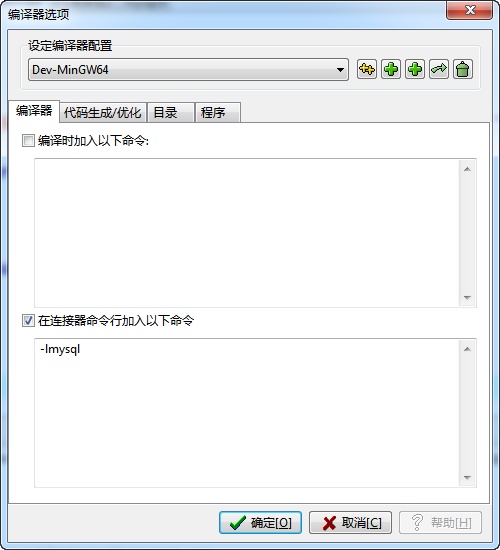 编译器选项
设定编译器配置
Dev-MinGW64
编译器 代码生成/优化 目录 程序
编译时加入以下命令:
在连接器命令行加入以下命令
-lmysql
确定[O] 取消[C] 帮助[H]